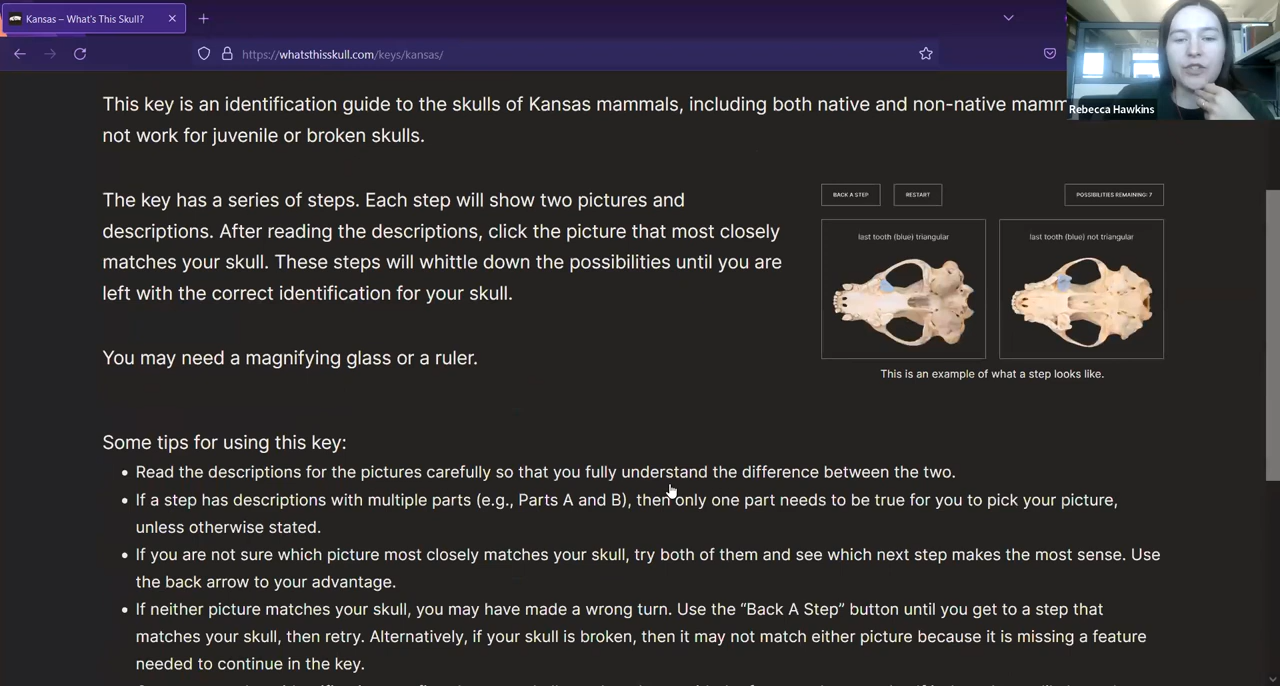 Kansas – What's This Skull?
https://whatsthisskull.com/keys/kansas/
Rebecca Hawkins
This key is an identification guide to the skulls of Kansas mammals, including both native and non-native
not work for juvenile or broken skulls.
The key has a series of steps. Each step will show two pictures and
descriptions. After reading the descriptions, click the picture that most closely
matches your skull. These steps will whittle down the possibilities until you are
left with the correct identification for your skull.
You may need a magnifying glass or a ruler.
BACK A STEP RESTART POSSIBILITIES REMAINING: 7
last tooth (blue) triangular last tooth (blue) not triangular
This is an example of what a step looks like.
Some tips for using this key:
• Read the descriptions for the pictures carefully so that you fully understand the difference between the two.
• If a step has descriptions with multiple parts (e.g., Parts A and B), then only one part needs to be true for you to pick your picture,
unless otherwise stated.
• If you are not sure which picture most closely matches your skull, try both of them and see which next step makes the most sense. Use
the back arrow to your advantage.
• If neither picture matches your skull, you may have made a wrong turn. Use the “Back A Step” button until you get to a step that
matches your skull, then retry. Alternatively, if your skull is broken, then it may not match either picture because it is missing a feature
needed to continue in the key.